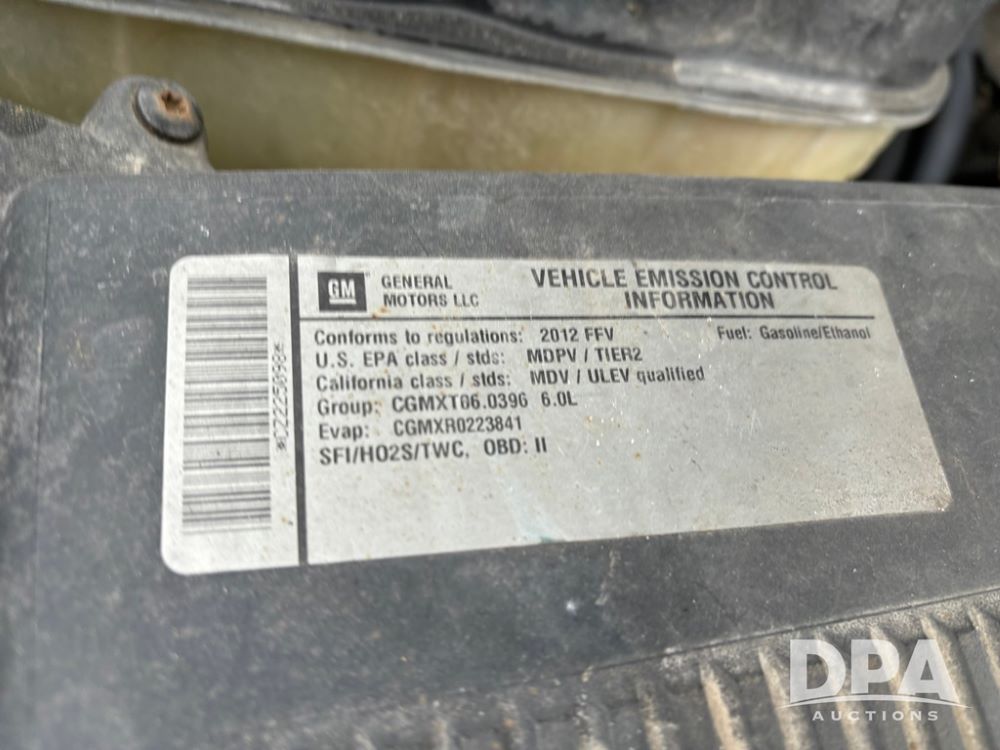 GM
GENERAL
MOTORS LLC
VEHICLE EMISSION CONTROL
INFORMATION
Conforms to regulations: 2012 FFV Fuel: Gasoline/Ethanol
U.S. EPA class / stds: MDPV / TIER2
California class / stds: MDV / ULEV qualified
Group: CGMXT06.0396 6.0L
Evap: CGMXR0223841
SFI/HO2S/TWC, OBD: II
DPA
AUCTIONS